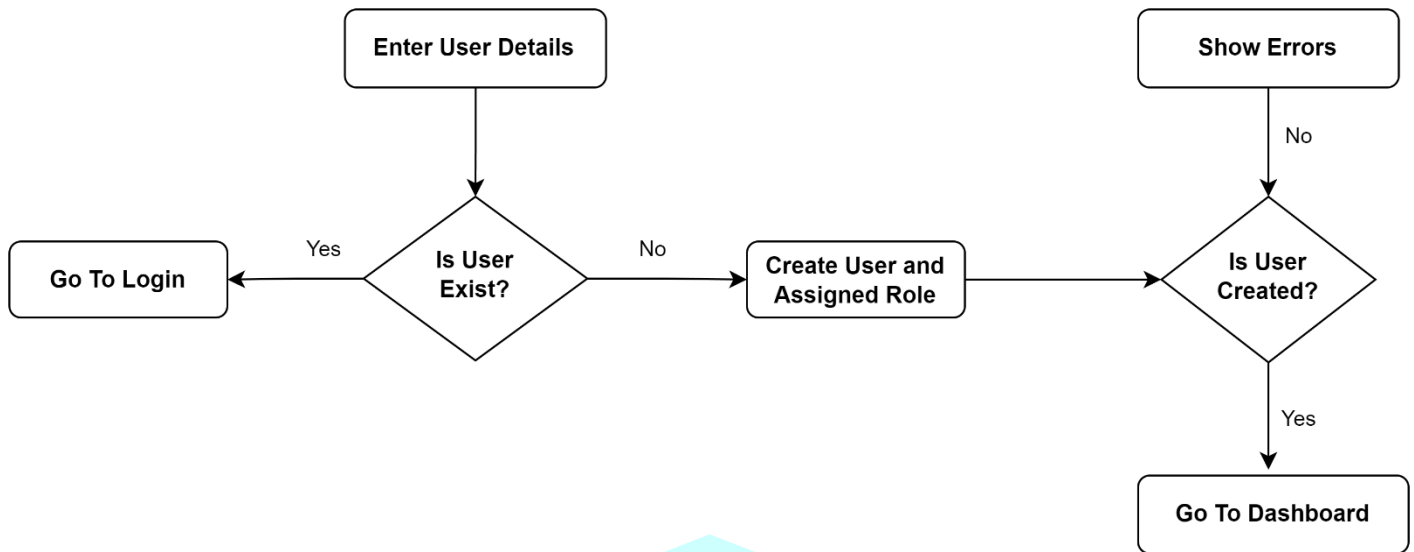 Enter User Details
Show Errors
No
Go To Login
Yes
Is User
Exist?
No
Create User and
Assigned Role
Is User
Created?
Yes
Go To Dashboard